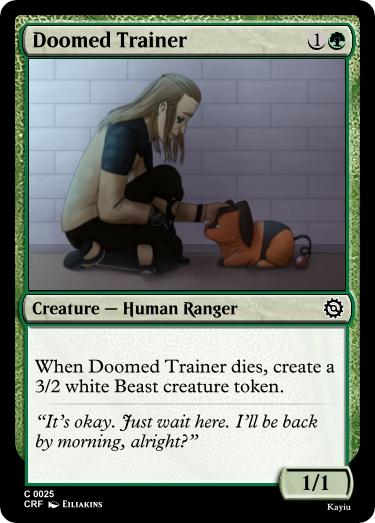 Doomed Trainer
1
Creature — Human Ranger
When Doomed Trainer dies, create a
3/2 white Beast creature token.
“It's okay. Just wait here. I'll be back
by morning, alright?”
1/1
C 0025
CRF Eiliakins
Kayiu